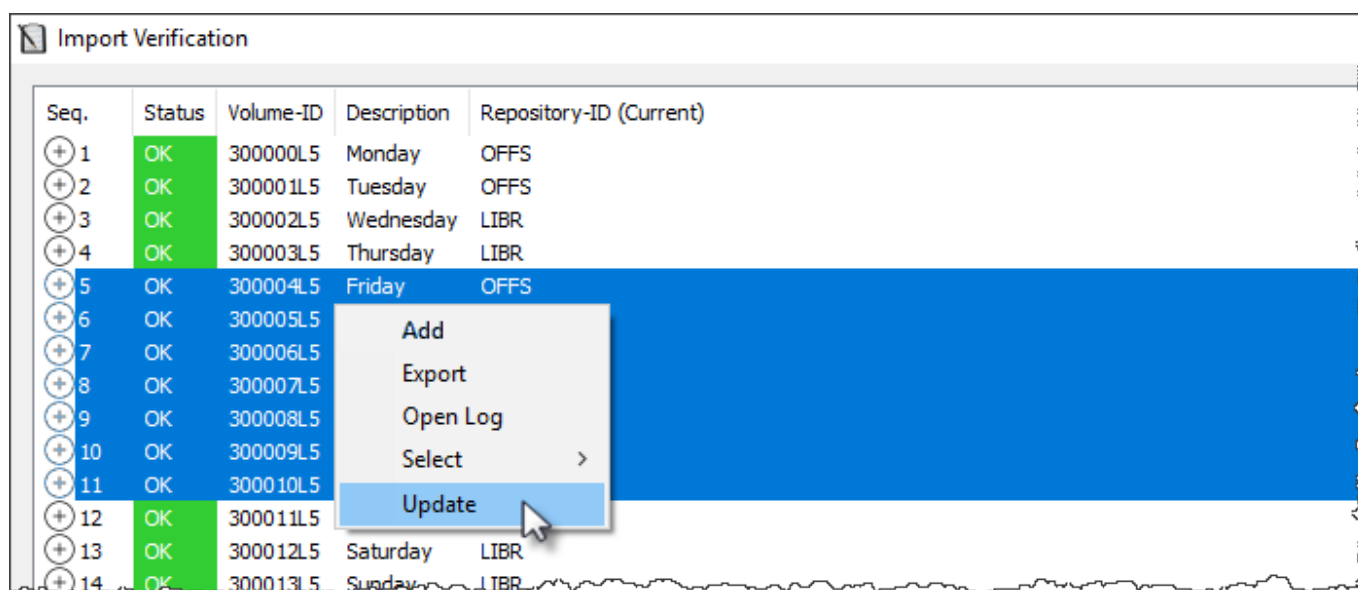 Import Verification
Seq. Status Volume-ID Description Repository-ID (Current)
1 OK 300000L5 Monday OFFS
2 OK 300001L5 Tuesday OFFS
3 OK 300002L5 Wednesday LIBR
4 OK 300003L5 Thursday LIBR
5 OK 300004L5 Friday OFFS
6 OK 300005L5
Add
7 OK 300006L5
Export
8 OK 300007L5
9 OK 300008L5
Open Log
10 OK 300009L5
Select
11 OK 300010L5
Update
12 OK 300011L5
13 OK 300012L5 Saturday LIBR
14 OK 300013L5 Sunday LIBR